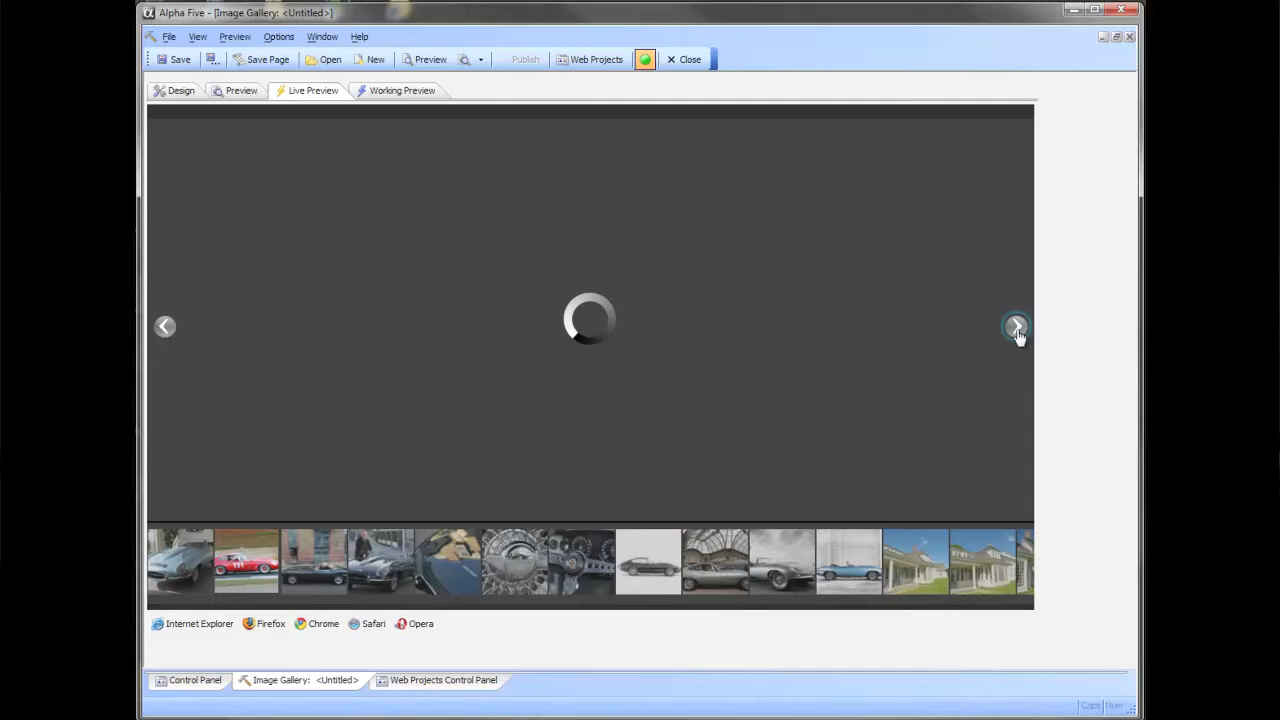 Alpha Five - [Image Gallery: <Untitled>]
File View Preview Options Window Help
Save Save Page Open New Preview Publish Web Projects Close
Design Preview Live Preview Working Preview
Internet Explorer Firefox Chrome Safari Opera
Control Panel Image Gallery: <Untitled> Web Projects Control Panel
Caps Num